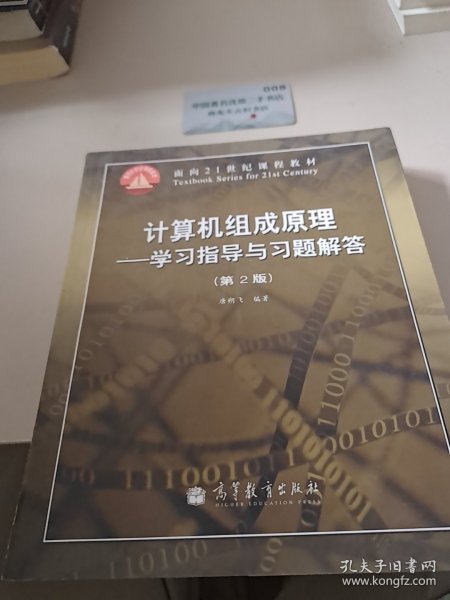 008
面向21世纪课程教材
Textbook Series for 21st Century
计算机组成原理
——学习指导与习题解答
(第2版)
唐朔飞 编著
高等教育出版社
HIGHER EDUCATION PRESS
孔夫子旧书网
www.kongfz.com